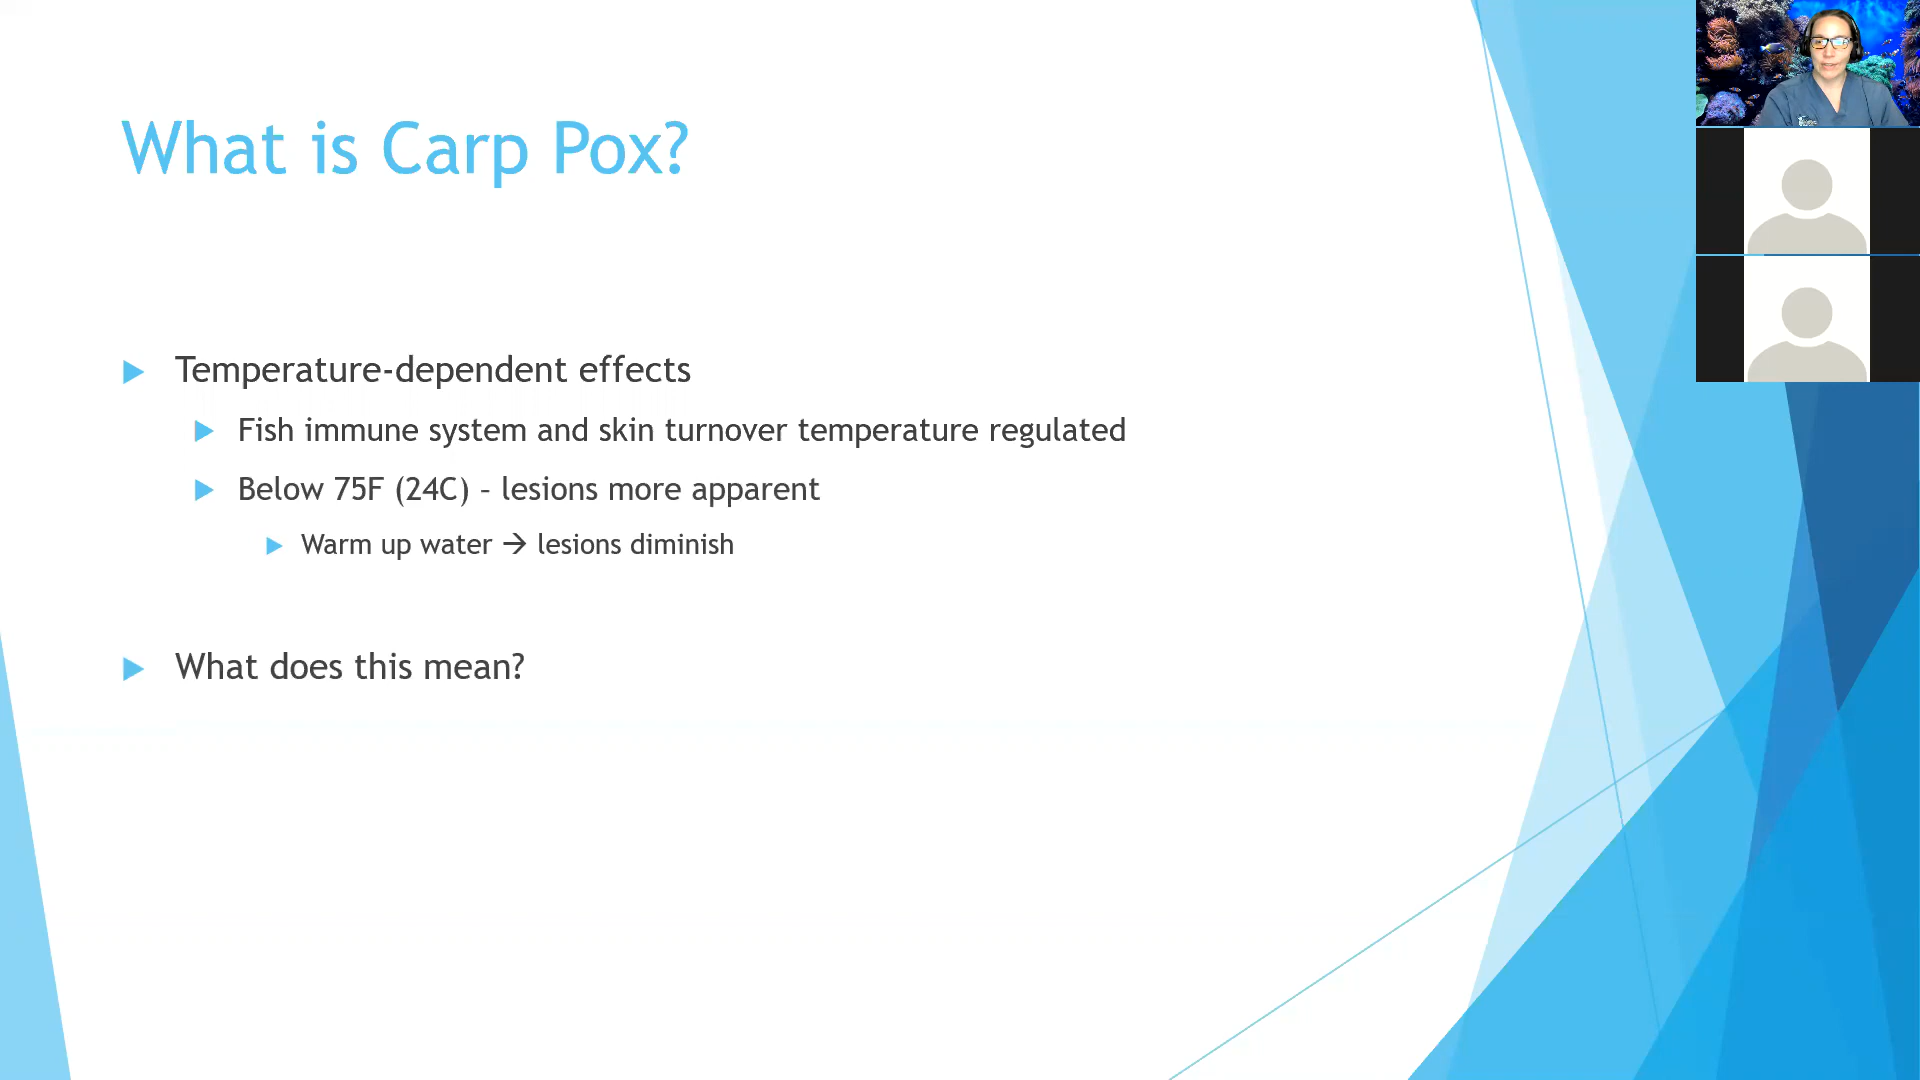 What is Carp Pox?
Temperature-dependent effects
Fish immune system and skin turnover temperature regulated
Below 75F (24C) – lesions more apparent
Warm up water → lesions diminish
What does this mean?